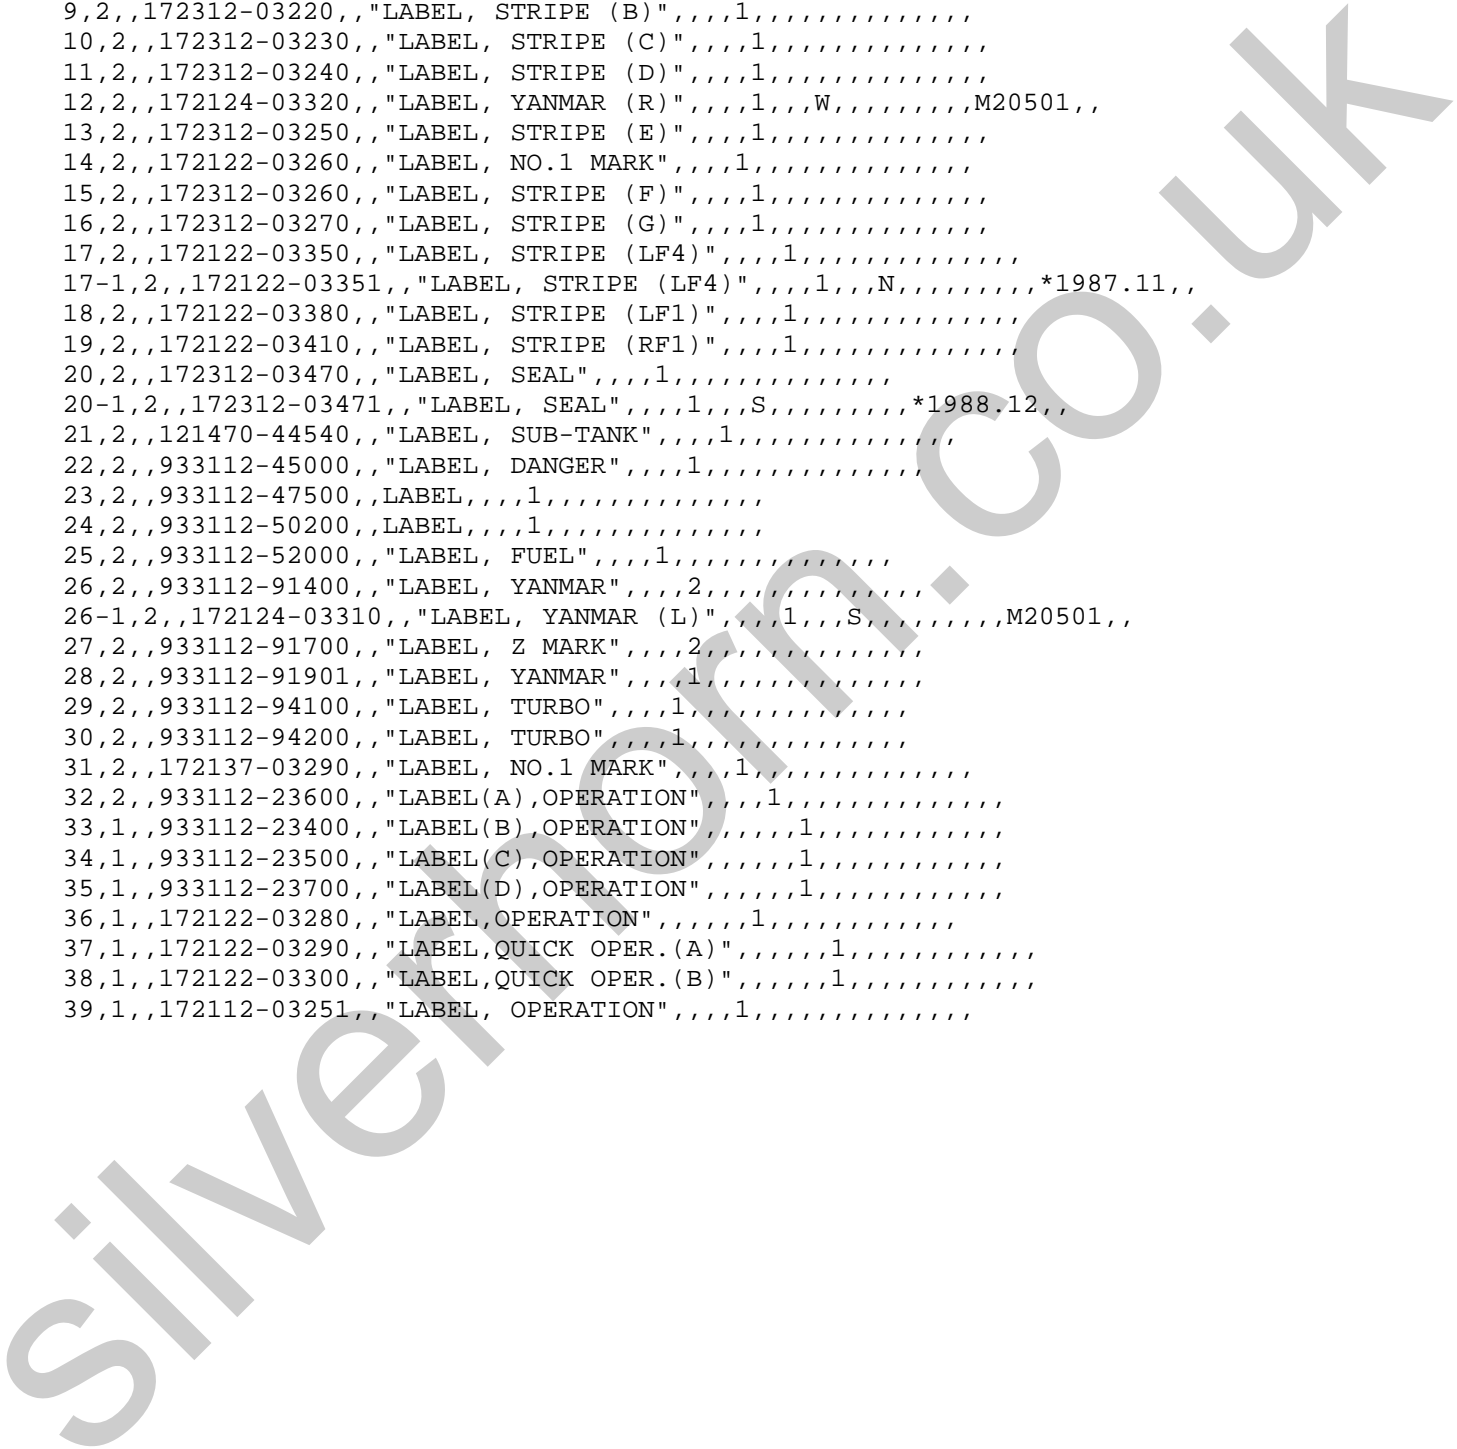 9,2,,172312-03220,,"LABEL, STRIPE (B)",,,,1,,,,,,,,,,,,,,
10,2,,172312-03230,,"LABEL, STRIPE (C)",,,,1,,,,,,,,,,,,,,
11,2,,172312-03240,,"LABEL, STRIPE (D)",,,,1,,,,,,,,,,,,,,
12,2,,172124-03320,,"LABEL, YANMAR (R)",,,,1,,,W,,,,,,,,,M20501,,
13,2,,172312-03250,,"LABEL, STRIPE (E)",,,,1,,,,,,,,,,,,,,
14,2,,172122-03260,,"LABEL, NO.1 MARK",,,,1,,,,,,,,,,,,,,
15,2,,172312-03260,,"LABEL, STRIPE (F)",,,,1,,,,,,,,,,,,,,
16,2,,172312-03270,,"LABEL, STRIPE (G)",,,,1,,,,,,,,,,,,,,
17,2,,172122-03350,,"LABEL, STRIPE (LF4)",,,,1,,,,,,,,,,,,,,
17-1,2,,172122-03351,,"LABEL, STRIPE (LF4)",,,,1,,,N,,,,,,,,,*1987.11,,
18,2,,172122-03380,,"LABEL, STRIPE (LF1)",,,,1,,,,,,,,,,,,,,
19,2,,172122-03410,,"LABEL, STRIPE (RF1)",,,,1,,,,,,,,,,,,,,
20,2,,172312-03470,,"LABEL, SEAL",,,,1,,,,,,,,,,,,,,
20-1,2,,172312-03471,,"LABEL, SEAL",,,,1,,,S,,,,,,,,,*1988.12,,
21,2,,121470-44540,,"LABEL, SUB-TANK",,,,1,,,,,,,,,,,,,,
22,2,,933112-45000,,"LABEL, DANGER",,,,1,,,,,,,,,,,,,,
23,2,,933112-47500,,LABEL,,,,1,,,,,,,,,,,,,,
24,2,,933112-50200,,LABEL,,,,1,,,,,,,,,,,,,,
25,2,,933112-52000,,"LABEL, FUEL",,,,1,,,,,,,,,,,,,,
26,2,,933112-91400,,"LABEL, YANMAR",,,,2,,,,,,,,,,,,,,
26-1,2,,172124-03310,,"LABEL, YANMAR (L)",,,,1,,,S,,,,,,,,,M20501,,
27,2,,933112-91700,,"LABEL, Z MARK",,,,2,,,,,,,,,,,,,,
28,2,,933112-91901,,"LABEL, YANMAR",,,,1,,,,,,,,,,,,,,
29,2,,933112-94100,,"LABEL, TURBO",,,,1,,,,,,,,,,,,,,
30,2,,933112-94200,,"LABEL, TURBO",,,,1,,,,,,,,,,,,,,
31,2,,172137-03290,,"LABEL, NO.1 MARK",,,,1,,,,,,,,,,,,,,
32,2,,933112-23600,,"LABEL(A),OPERATION",,,,1,,,,,,,,,,,,,,
33,1,,933112-23400,,"LABEL(B),OPERATION",,,,,,1,,,,,,,,,,,,
34,1,,933112-23500,,"LABEL(C),OPERATION",,,,,,1,,,,,,,,,,,,
35,1,,933112-23700,,"LABEL(D),OPERATION",,,,,,1,,,,,,,,,,,,
36,1,,172122-03280,,"LABEL,OPERATION",,,,,,1,,,,,,,,,,,,
37,1,,172122-03290,,"LABEL,QUICK OPER.(A)",,,,,,1,,,,,,,,,,,,
38,1,,172122-03300,,"LABEL,QUICK OPER.(B)",,,,,,1,,,,,,,,,,,,
39,1,,172112-03251,,"LABEL, OPERATION",,,,1,,,,,,,,,,,,,,
silverhorn.co.uk